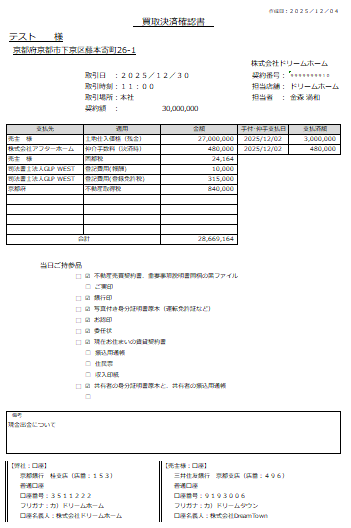 作成日：２０２５／１２／０４
買取決済確認書
テスト　様
京都府京都市下京区藤本寄町26-1
株式会社ドリームホーム
取引日　：２０２５／１２／３０
契約番号：
取引時刻：１１：００
担当店舗：ドリームホーム
取引場所：本社
担当者　：金森 満和
契約額　：　30,000,000
支払先　適用　金額　手付・仲手支払日　支払済額
売主　様　土地仕入価格（残金）　27,000,000　2025/12/02　3,000,000
株式会社アフターホーム　仲介手数料（決済時）　480,000　2025/12/02　480,000
売主　様　固都税　24,164
司法書士法人GLP WEST　登記費用(報酬)　10,000
司法書士法人GLP WEST　登記費用(登録免許税)　315,000
京都府　不動産取得税　840,000
合計　28,669,164
当日ご持参品
□ ☑ 不動産売買契約書、重要事項説明書同梱の黒ファイル
□ ご実印
□ ☑ 銀行印
□ ☑ 写真付き身分証明書原本（運転免許証など）
□ ☑ お認印
□ ☑ 委任状
□ ☑ 現在お住まいの賃貸契約書
□ 振込用通帳
□ 住民票
□ 収入印紙
□ ☑ 共有者の身分証明書原本と、共有者の振込用通帳
□
備考
現金出金について
【弊社：口座】
京都銀行　桂支店（店番：１５３）
普通口座
口座番号：３５１１２２２
フリガナ：カ）ドリームホーム
口座名義人：株式会社ドリームホーム
【売主様：口座】
三井住友銀行　京都支店（店番：４９６）
普通口座
口座番号：９１９３００６
フリガナ：カ）ドリームタウン
口座名義人：株式会社DreamTown